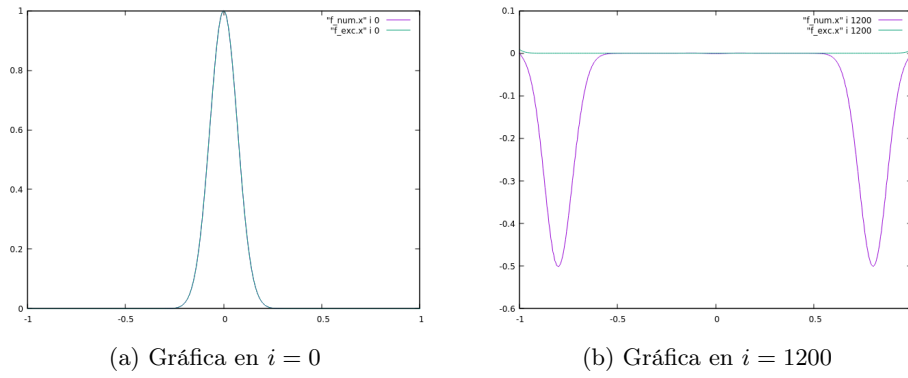 "f_num.x" i 0
"f_exc.x" i 0
1
0.8
0.6
0.4
0.2
0
-1 -0.5 0 0.5 1
(a) Gráfica en i = 0
"f_num.x" i 1200
"f_exc.x" i 1200
0.1
0
-0.1
-0.2
-0.3
-0.4
-0.5
-0.6
-1 -0.5 0 0.5
(b) Gráfica en i = 1200